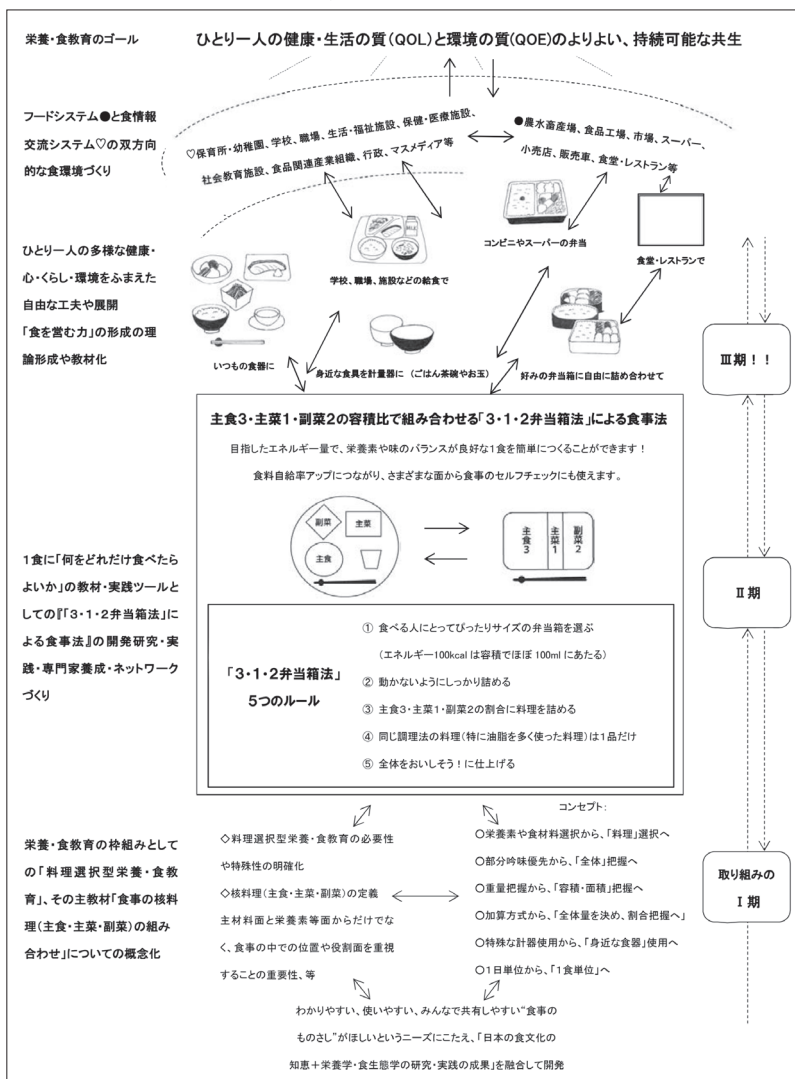 栄養・食教育のゴール
ひとり一人の健康・生活の質(QOL)と環境の質(QOE)のよりよい、持続可能な共生
フードシステム●と食情報
交流システム♡の双方向
的な食環境づくり
♡保育所・幼稚園、学校、職場、生活・福祉施設、保健・医療施設、
社会教育施設、食品関連産業組織、行政、マスメディア等
●農水畜産場、食品工場、市場、スーパー、
小売店、販売車、食堂・レストラン等
ひとり一人の多様な健康・
心・くらし・環境をふまえた
自由な工夫や展開
「食を営む力」の形成の理
論形成や教材化
学校、職場、施設などの給食で
コンビニやスーパーの弁当
食堂・レストランで
いつもの食器に
身近な食具を計量器に (ごはん茶碗やお玉)
好みの弁当箱に自由に詰め合わせて
Ⅲ期!!
主食3・主菜1・副菜2の容積比で組み合わせる「3・1・2弁当箱法」による食事法
目指したエネルギー量で、栄養素や味のバランスが良好な1食を簡単につくることができます!
食料自給率アップにつながり、さまざまな面から食事のセルフチェックにも使えます。
副菜
主菜
主食
主食3
主菜1
副菜2
1食に「何をどれだけ食べたら
よいか」の教材・実践ツールと
しての『「3・1・2弁当箱法」に
よる食事法』の開発研究・実
践・専門家養成・ネットワーク
づくり
Ⅱ期
「3・1・2弁当箱法」
5つのルール
① 食べる人にとってぴったりサイズの弁当箱を選ぶ
(エネルギー100kcal は容積でほぼ 100ml にあたる)
② 動かないようにしっかり詰める
③ 主食3・主菜1・副菜2の割合に料理を詰める
④ 同じ調理法の料理(特に油脂を多く使った料理)は1品だけ
⑤ 全体をおいしそう!に仕上げる
栄養・食教育の枠組みとして
の「料理選択型栄養・食教
育」、その主教材「食事の核料
理(主食・主菜・副菜)の組み
合わせ」についての概念化
◇料理選択型栄養・食教育の必要性
や特殊性の明確化
◇核料理(主食・主菜・副菜)の定義
主材料面と栄養素等面からだけでな
く、食事の中での位置や役割面を重視
することの重要性、等
コンセプト:
○栄養素や食材料選択から、「料理」選択へ
○部分吟味優先から、「全体」把握へ
○重量把握から、「容積・面積」把握へ
○加算方式から、「全体量を決め、割合把握へ」
○特殊な計器使用から、「身近な食器」使用へ
○1日単位から、「1食単位」へ
取り組みの
Ⅰ期
わかりやすい、使いやすい、みんなで共有しやすい"食事の
ものさし"がほしいというニーズにこたえ、「日本の食文化の
知恵+栄養学・食生態学の研究・実践の成果」を融合して開発